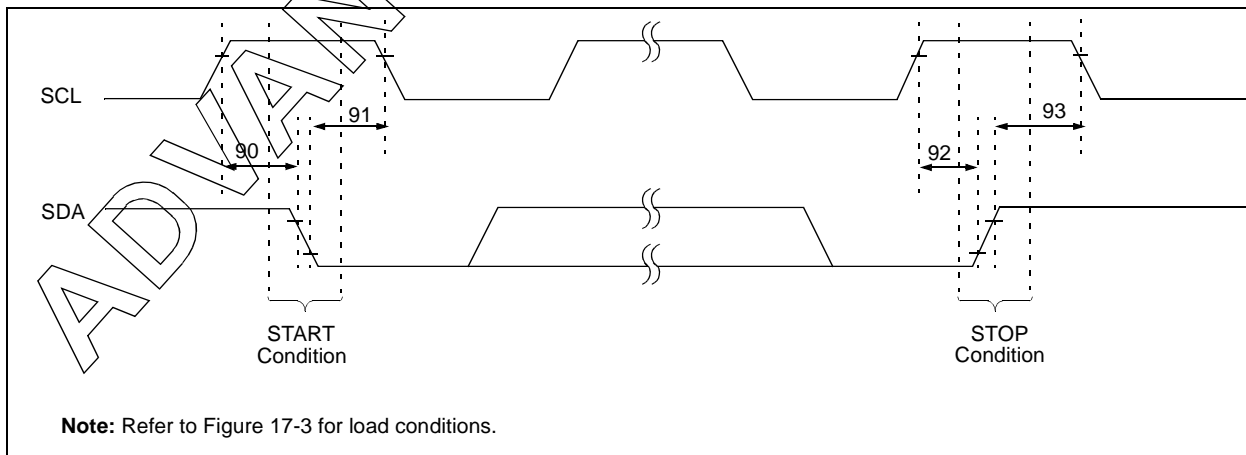 SCL
91
93
90
92
SDA
START
Condition
STOP
Condition
Note: Refer to Figure 17-3 for load conditions.
ADVAN